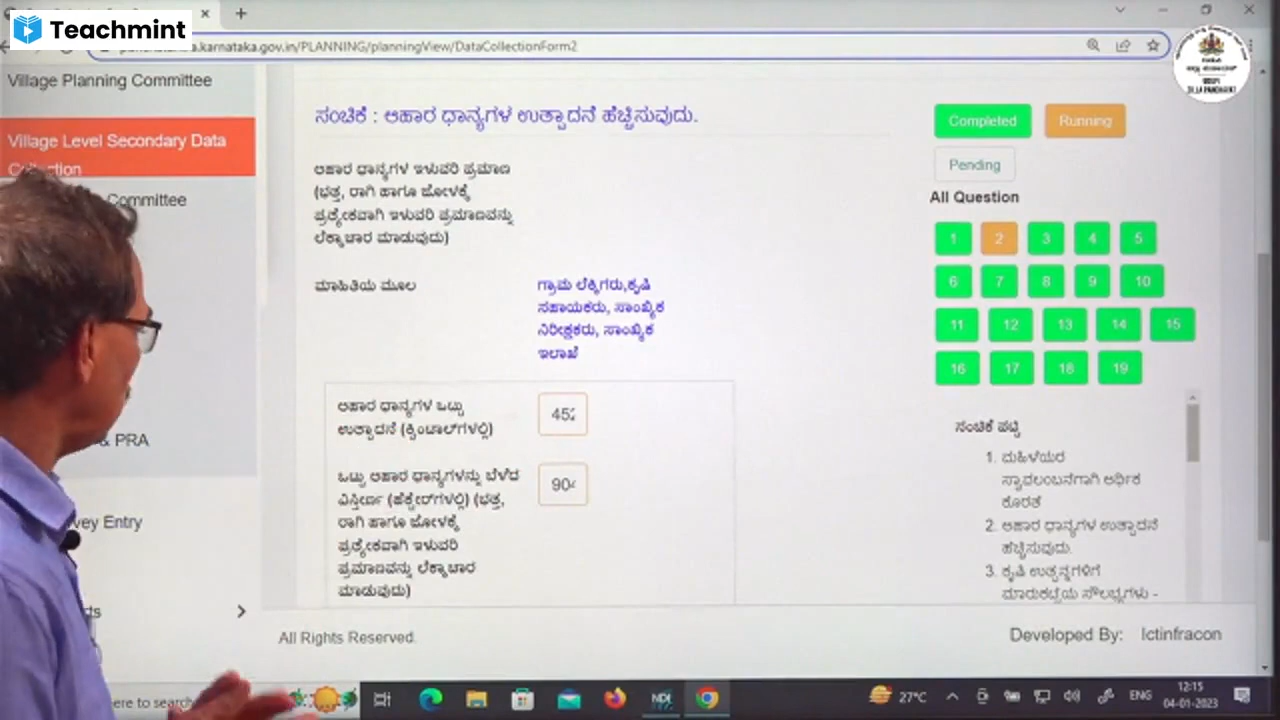 Teachmint
.karnataka.gov.in/PLANNING/planningView/DataCollectionForm2
Village Planning Committee
Village Level Secondary Data
Collection
Committee
& PRA
vey Entry
ds
ಸಂಚಿಕೆ : ಆಹಾರ ಧಾನ್ಯಗಳ ಉತ್ಪಾದನೆ ಹೆಚ್ಚಿಸುವುದು.
ಆಹಾರ ಧಾನ್ಯಗಳ ಇಳುವರಿ ಪ್ರಮಾಣ
(ಭತ್ತ, ರಾಗಿ ಹಾಗೂ ಜೋಳಕ್ಕೆ
ಪ್ರತ್ಯೇಕವಾಗಿ ಇಳುವರಿ ಪ್ರಮಾಣವನ್ನು
ಲೆಕ್ಕಾಚಾರ ಮಾಡುವುದು)
ಮಾಹಿತಿಯ ಮೂಲ
ಗ್ರಾಮ ಲೆಕ್ಕಿಗರು,ಕೃಷಿ
ಸಹಾಯಕರು, ಸಾಂಖ್ಯಿಕ
ನಿರೀಕ್ಷಕರು, ಸಾಂಖ್ಯಿಕ
ಇಲಾಖೆ
ಆಹಾರ ಧಾನ್ಯಗಳ ಒಟ್ಟು
ಉತ್ಪಾದನೆ (ಕ್ವಿಂಟಾಲ್‌ಗಳಲ್ಲಿ)
452
ಒಟ್ಟು ಆಹಾರ ಧಾನ್ಯಗಳನ್ನು ಬೆಳೆದ
ವಿಸ್ತೀರ್ಣ (ಹೆಕ್ಟೇರ್‌ಗಳಲ್ಲಿ) (ಭತ್ತ,
ರಾಗಿ ಹಾಗೂ ಜೋಳಕ್ಕೆ
ಪ್ರತ್ಯೇಕವಾಗಿ ಇಳುವರಿ
ಪ್ರಮಾಣವನ್ನು ಲೆಕ್ಕಾಚಾರ
ಮಾಡುವುದು)
904
Completed Running
Pending
All Question
1 2 3 4 5
6 7 8 9 10
11 12 13 14 15
16 17 18 19
ಸಂಚಿಕೆ ಪಟ್ಟಿ
1. ಮಹಿಳೆಯರ
ಸ್ವಾವಲಂಬನೆಗಾಗಿ ಆರ್ಥಿಕ
ಕೊರತೆ
2. ಆಹಾರ ಧಾನ್ಯಗಳ ಉತ್ಪಾದನೆ
ಹೆಚ್ಚಿಸುವುದು.
3. ಕೃಷಿ ಉತ್ಪನ್ನಗಳಿಗೆ
ಮಾರುಕಟ್ಟೆಯ ಸೌಲಭ್ಯಗಳು -
All Rights Reserved.
Developed By: Ictinfracon
ere to search
27°C
ENG
12:15
04-01-2023